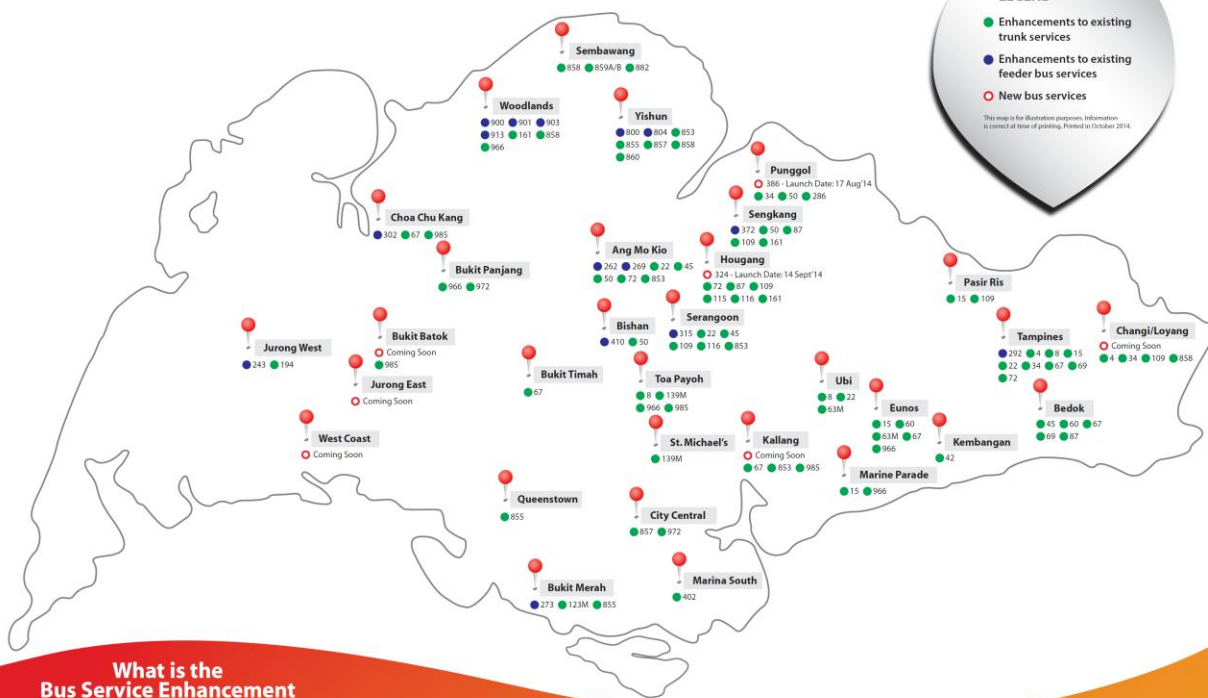 Enhancements to existing
trunk services
Enhancements to existing
feeder bus services
New bus services
This map is for illustration purposes. Information
is correct at time of printing. Printed in October 2014.
Sembawang
858 859A/B 882
Woodlands
900 901 903
913 161 858
966
Yishun
800 804 853
855 857 858
860
Punggol
386 - Launch Date: 17 Aug'14
34 50 286
Sengkang
372 50 87
109 161
Choa Chu Kang
302 67 985
Ang Mo Kio
262 269 22 45
50 72 853
Hougang
324 - Launch Date: 14 Sept'14
72 87 109
115 116 161
Bukit Panjang
966 972
Pasir Ris
15 109
Jurong West
243 194
Bukit Batok
Coming Soon
985
Jurong East
Coming Soon
Bishan
410 50
Serangoon
315 22 45
109 116 853
Tampines
292 4 8 15
22 34 67 69
72
Changi/Loyang
Coming Soon
4 34 109 858
Bukit Timah
67
Toa Payoh
8 139M
966 985
Ubi
8 22
63M
Eunos
15 60
63M 67
966
Bedok
45 60 67
69 87
West Coast
Coming Soon
St. Michael's
139M
Kallang
Coming Soon
67 853 985
Kembangan
42
Marine Parade
15 966
Queenstown
855
City Central
857 972
Bukit Merah
273 123M 855
Marina South
402
What is the
Bus Service Enhancement